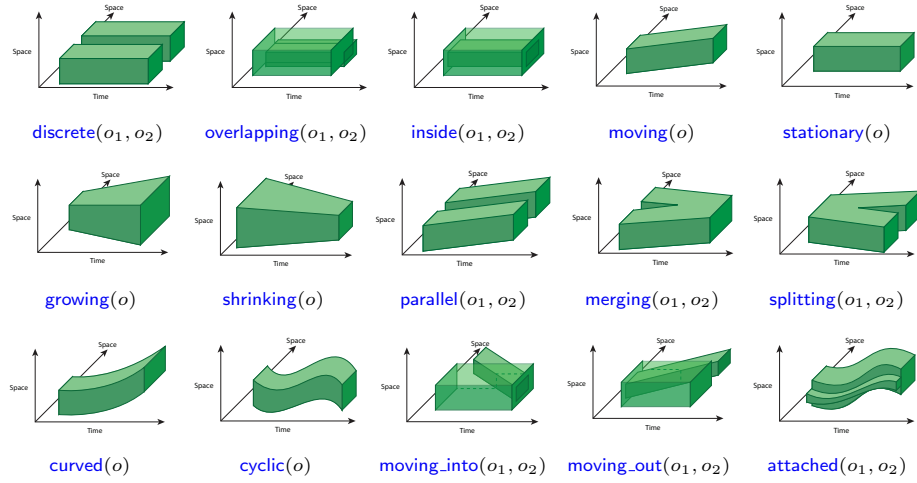 Space
Space
Time
discrete(o₁, o₂)
Space
Space
Time
overlapping(o₁, o₂)
Space
Space
Time
inside(o₁, o₂)
Space
Space
Time
moving(o)
Space
Space
Time
stationary(o)
Space
Space
Time
growing(o)
Space
Space
Time
shrinking(o)
Space
Space
Time
parallel(o₁, o₂)
Space
Space
Time
merging(o₁, o₂)
Space
Space
Time
splitting(o₁, o₂)
Space
Space
Time
curved(o)
Space
Space
Time
cyclic(o)
Space
Space
Time
moving_into(o₁, o₂)
Space
Space
Time
moving_out(o₁, o₂)
Space
Space
Time
attached(o₁, o₂)